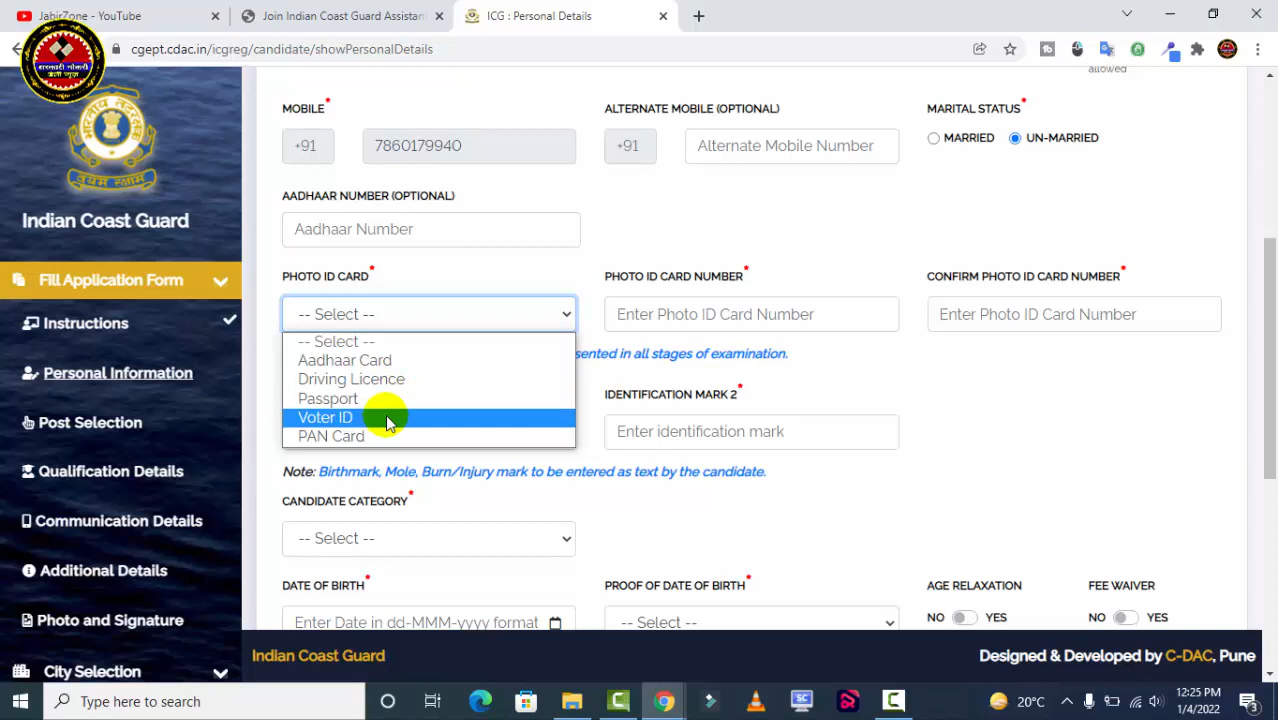 JabirZone - YouTube
Join Indian Coast Guard Assistan
ICG : Personal Details
cgept.cdac.in/icgreg/candidate/showPersonalDetails
सरकारी नौकरी
allowed
Indian Coast Guard
Fill Application Form
Instructions
Personal Information
Post Selection
Qualification Details
Communication Details
Additional Details
Photo and Signature
City Selection
MOBILE*
ALTERNATE MOBILE (OPTIONAL)
MARITAL STATUS*
+91
7860179940
+91
Alternate Mobile Number
MARRIED
UN-MARRIED
AADHAAR NUMBER (OPTIONAL)
Aadhaar Number
PHOTO ID CARD*
PHOTO ID CARD NUMBER*
CONFIRM PHOTO ID CARD NUMBER*
-- Select --
Enter Photo ID Card Number
Enter Photo ID Card Number
-- Select --
Aadhaar Card
Driving Licence
Passport
Voter ID
PAN Card
sented in all stages of examination.
IDENTIFICATION MARK 2*
Enter identification mark
Note: Birthmark, Mole, Burn/Injury mark to be entered as text by the candidate.
CANDIDATE CATEGORY*
-- Select --
DATE OF BIRTH*
PROOF OF DATE OF BIRTH*
AGE RELAXATION
FEE WAIVER
Enter Date in dd-MMM-yyyy format
-- Select --
NO
YES
NO
YES
Indian Coast Guard
Designed & Developed by C-DAC, Pune
Type here to search
20°C
12:25 PM
1/4/2022
3